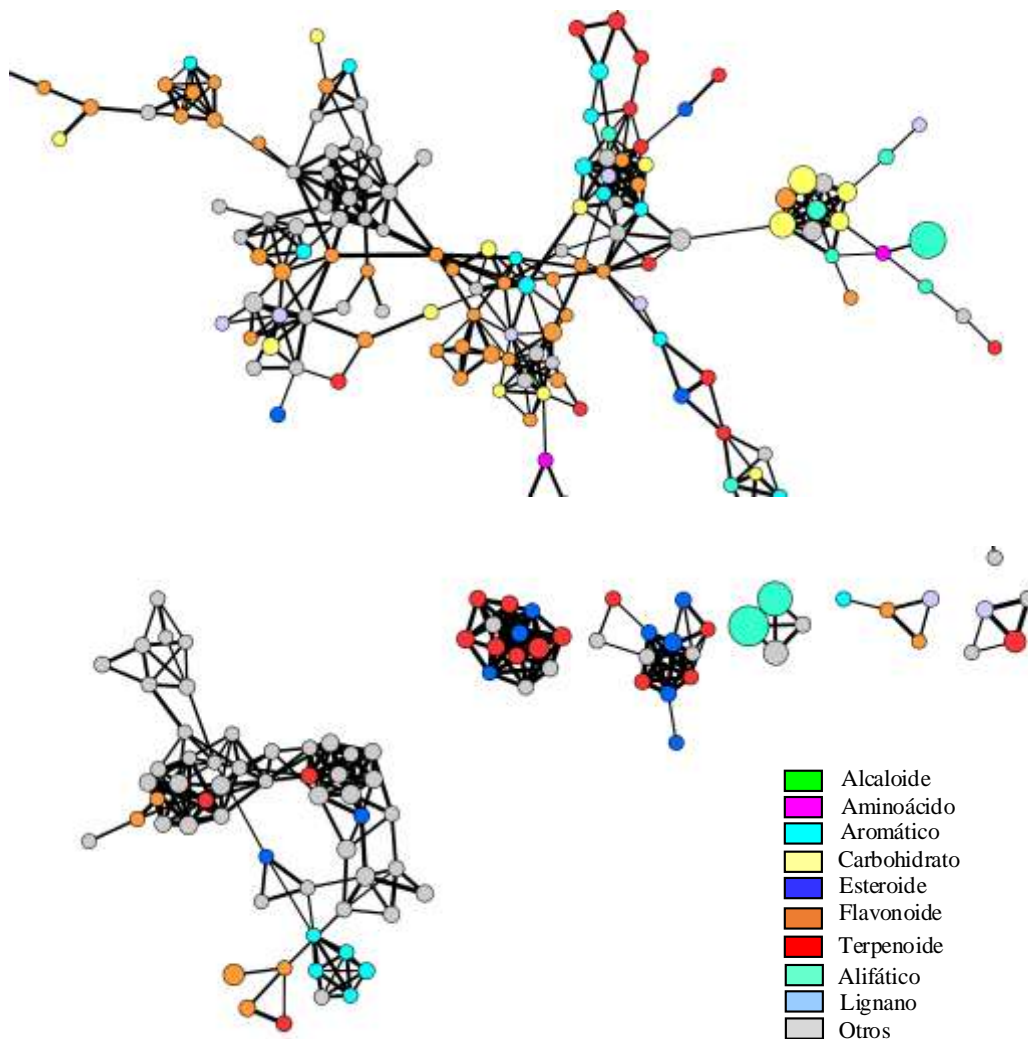 Alcaloide
Aminoácido
Aromático
Carbohidrato
Esteroide
Flavonoide
Terpenoide
Alifático
Lignano
Otros